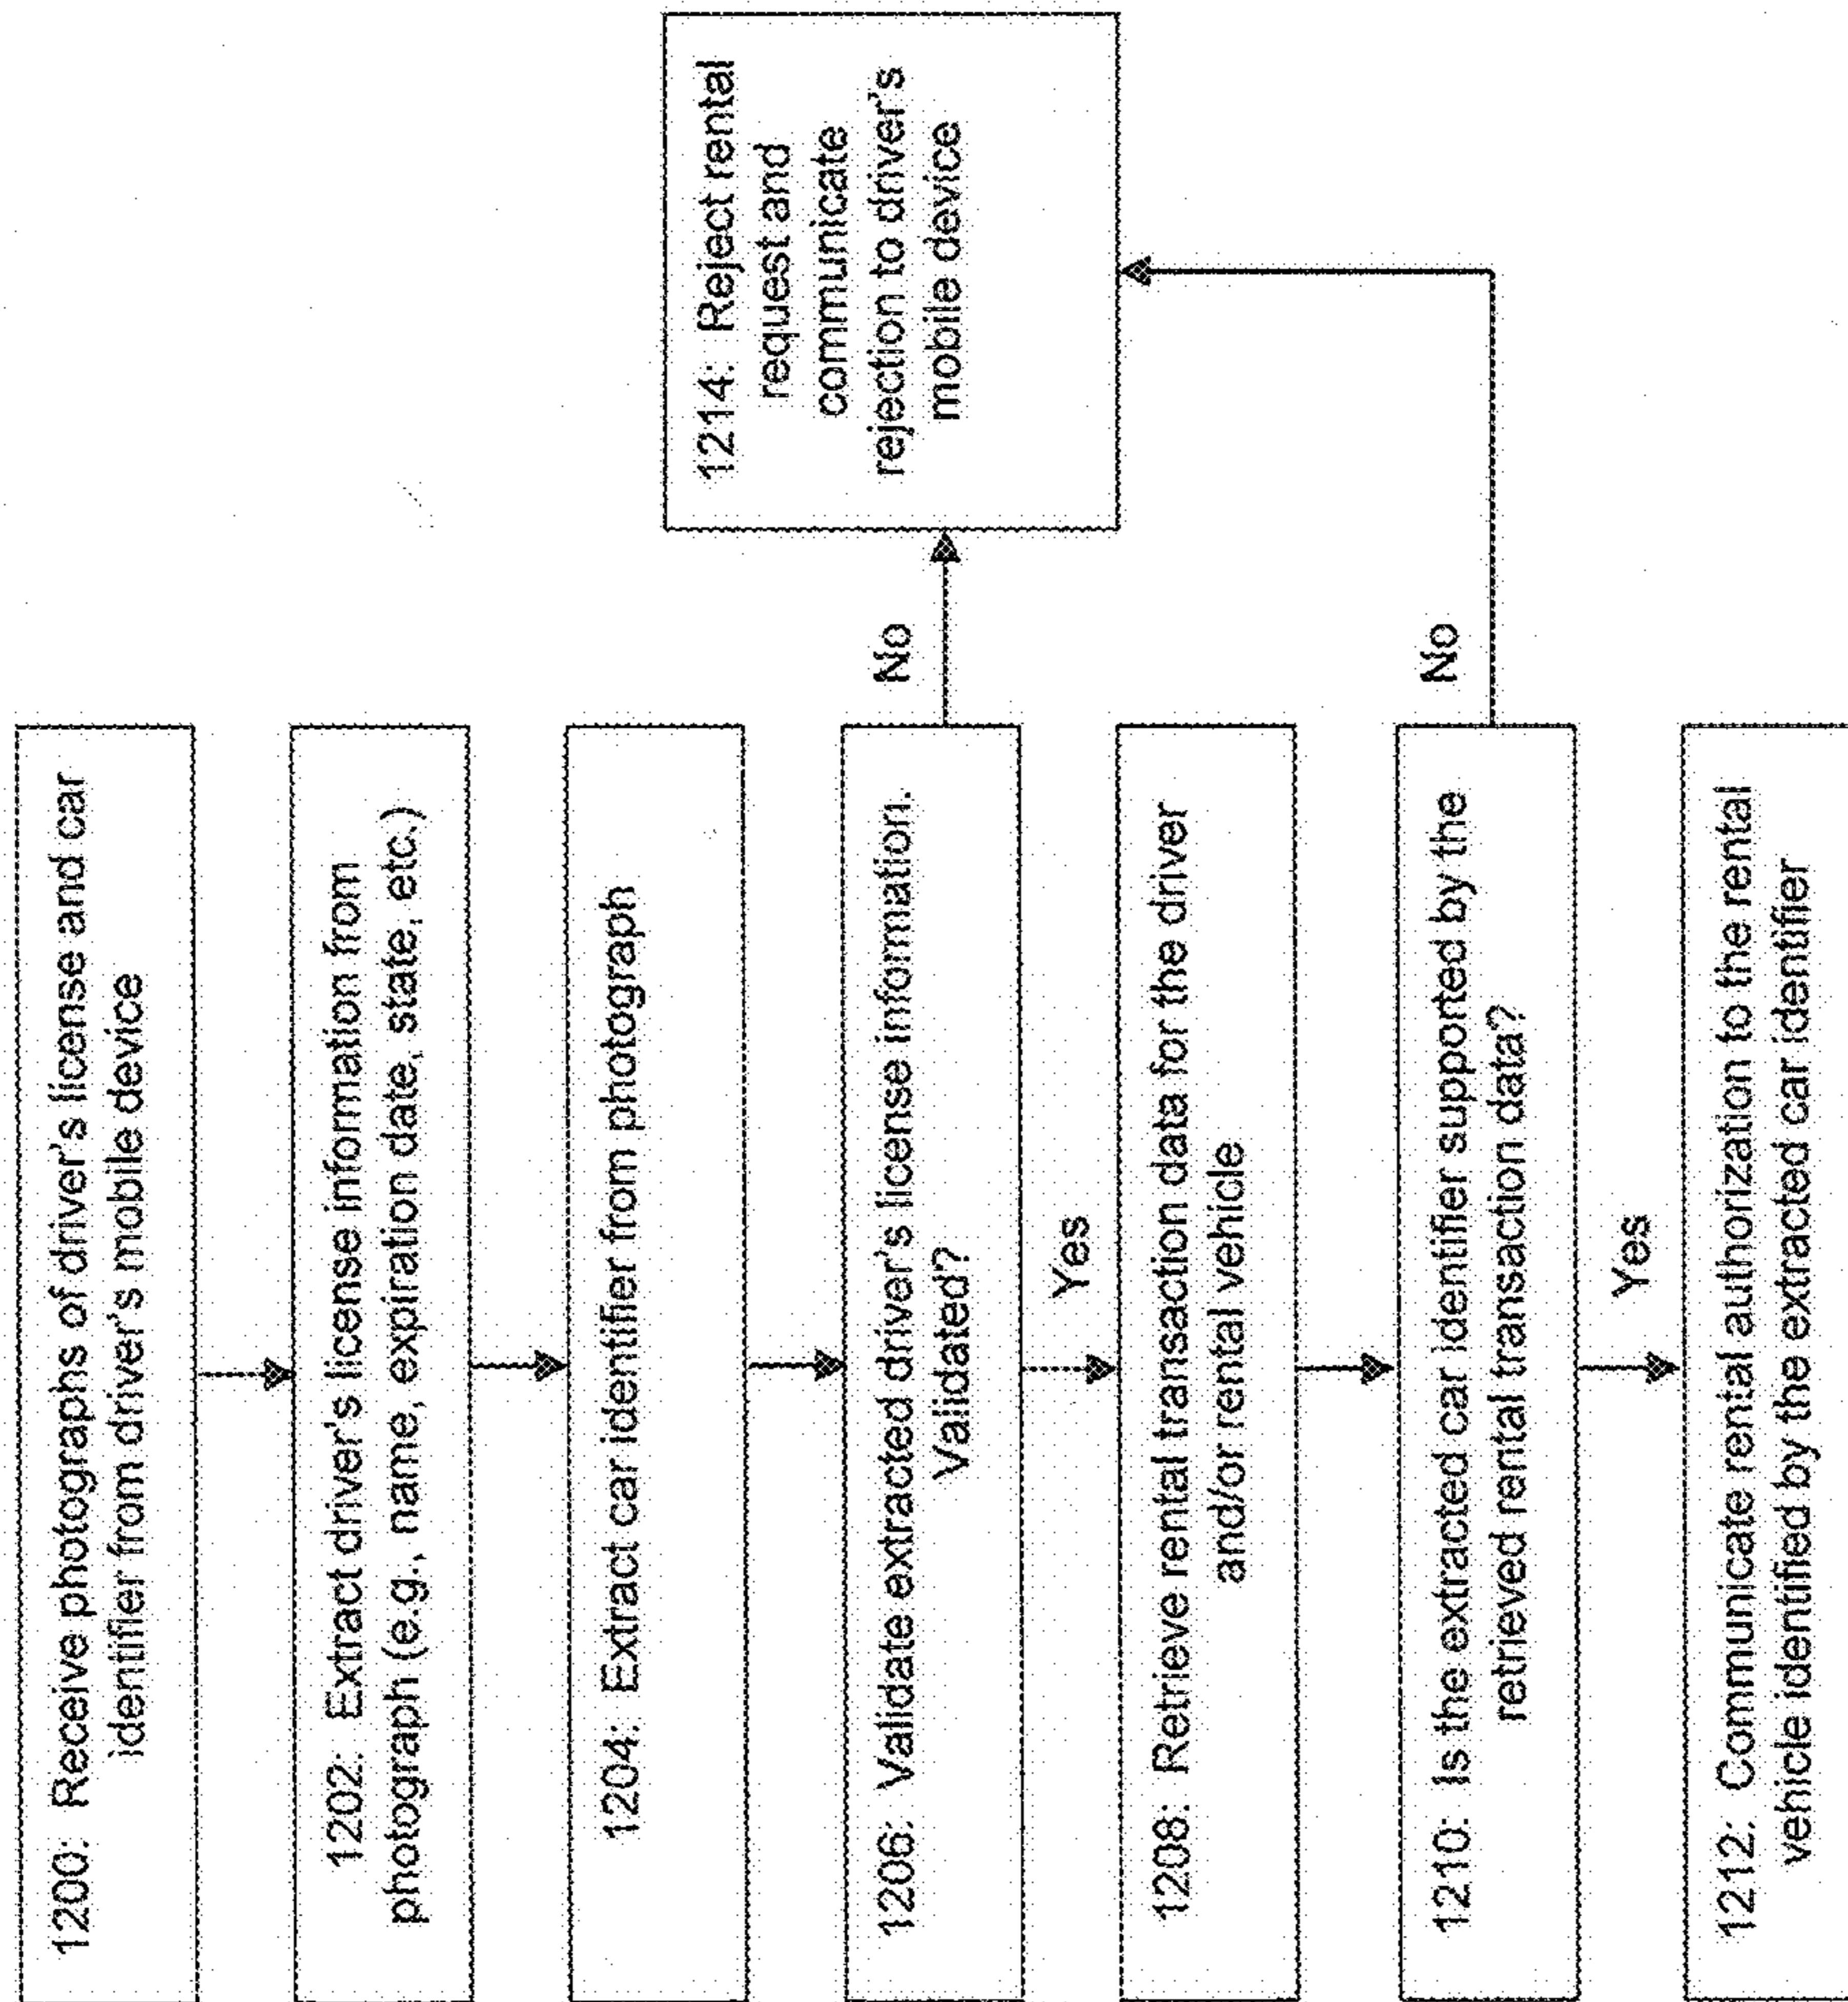 1200: Receive photographs of driver's license and car
identifier from driver's mobile device
1202: Extract driver's license information from
photograph (e.g., name, expiration date, state, etc.)
1204: Extract car identifier from photograph
1206: Validate extracted driver's license information.
Validated?
No
Yes
1208: Retrieve rental transaction data for the driver
and/or rental vehicle
1210: Is the extracted car identifier supported by the
retrieved rental transaction data?
No
Yes
1212: Communicate rental authorization to the rental
vehicle identified by the extracted car identifier
1214: Reject rental
request and
communicate
rejection to driver's
mobile device